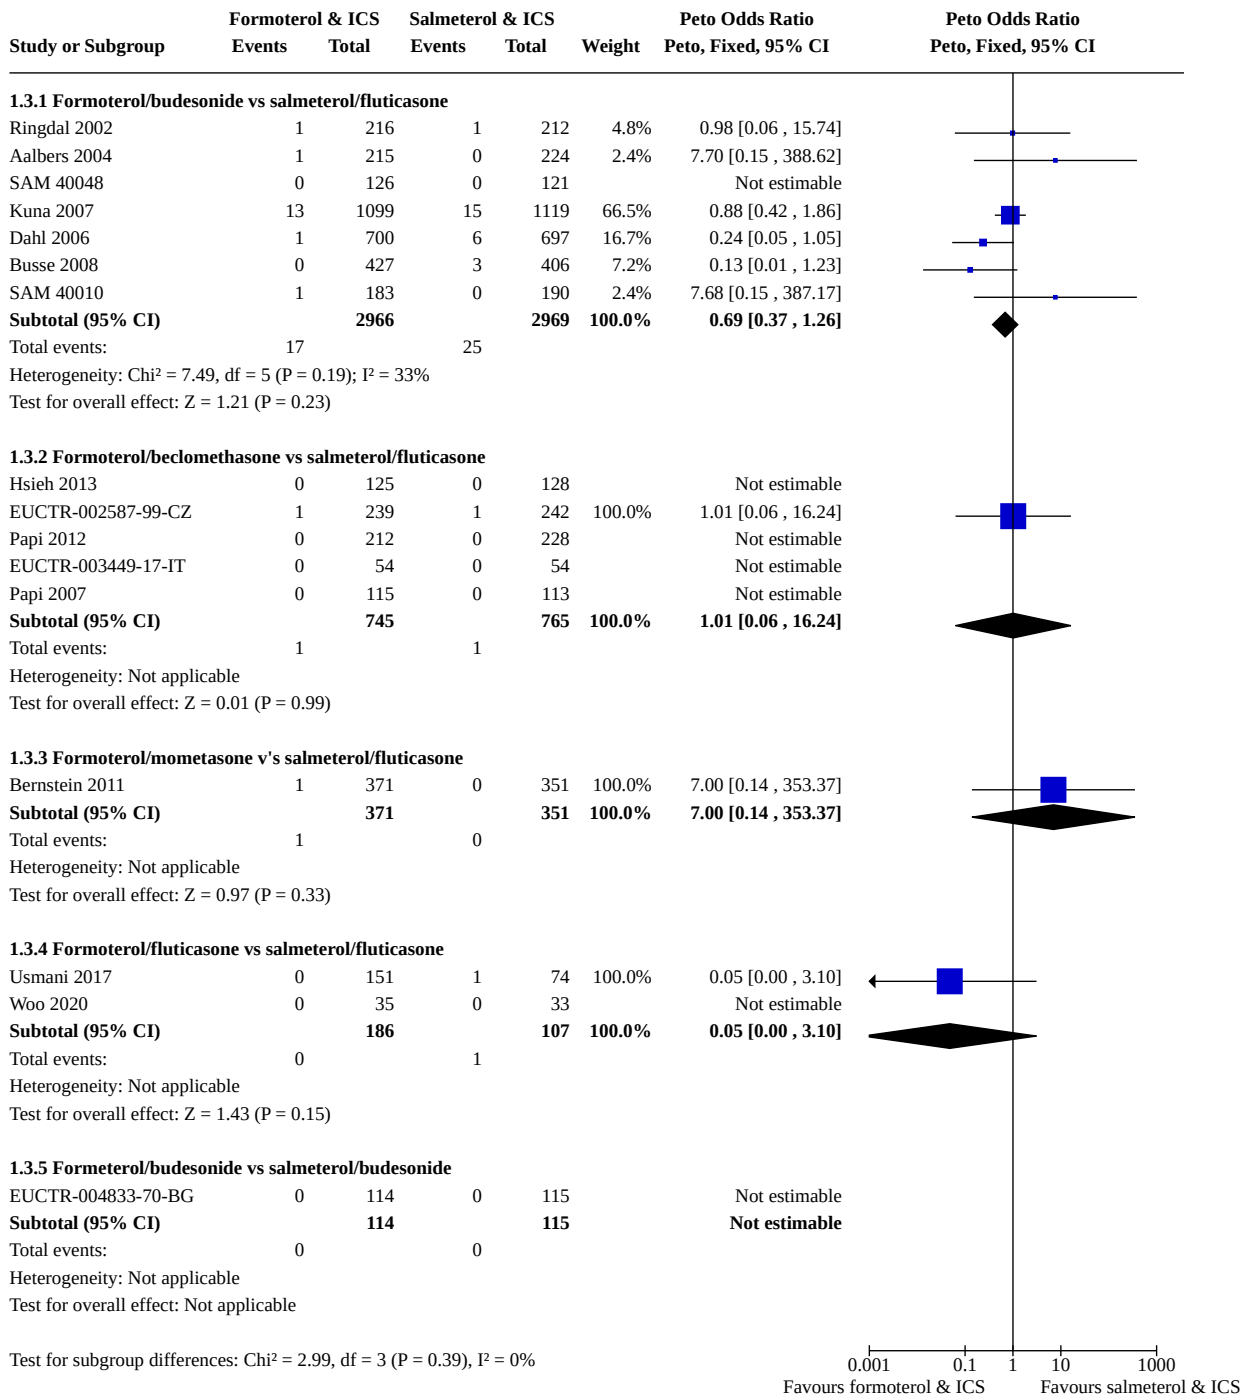 Formoterol & ICS Salmeterol & ICS Peto Odds Ratio Peto Odds Ratio
Study or Subgroup Events Total Events Total Weight Peto, Fixed, 95% CI Peto, Fixed, 95% CI
1.3.1 Formoterol/budesonide vs salmeterol/fluticasone
Ringdal 2002 1 216 1 212 4.8% 0.98 [0.06 , 15.74]
Aalbers 2004 1 215 0 224 2.4% 7.70 [0.15 , 388.62]
SAM 40048 0 126 0 121 Not estimable
Kuna 2007 13 1099 15 1119 66.5% 0.88 [0.42 , 1.86]
Dahl 2006 1 700 6 697 16.7% 0.24 [0.05 , 1.05]
Busse 2008 0 427 3 406 7.2% 0.13 [0.01 , 1.23]
SAM 40010 1 183 0 190 2.4% 7.68 [0.15 , 387.17]
Subtotal (95% CI) 2966 2969 100.0% 0.69 [0.37 , 1.26]
Total events: 17 25
Heterogeneity: Chi² = 7.49, df = 5 (P = 0.19); I² = 33%
Test for overall effect: Z = 1.21 (P = 0.23)
1.3.2 Formoterol/beclomethasone vs salmeterol/fluticasone
Hsieh 2013 0 125 0 128 Not estimable
EUCTR-002587-99-CZ 1 239 1 242 100.0% 1.01 [0.06 , 16.24]
Papi 2012 0 212 0 228 Not estimable
EUCTR-003449-17-IT 0 54 0 54 Not estimable
Papi 2007 0 115 0 113 Not estimable
Subtotal (95% CI) 745 765 100.0% 1.01 [0.06 , 16.24]
Total events: 1 1
Heterogeneity: Not applicable
Test for overall effect: Z = 0.01 (P = 0.99)
1.3.3 Formoterol/mometasone v's salmeterol/fluticasone
Bernstein 2011 1 371 0 351 100.0% 7.00 [0.14 , 353.37]
Subtotal (95% CI) 371 351 100.0% 7.00 [0.14 , 353.37]
Total events: 1 0
Heterogeneity: Not applicable
Test for overall effect: Z = 0.97 (P = 0.33)
1.3.4 Formoterol/fluticasone vs salmeterol/fluticasone
Usmani 2017 0 151 1 74 100.0% 0.05 [0.00 , 3.10]
Woo 2020 0 35 0 33 Not estimable
Subtotal (95% CI) 186 107 100.0% 0.05 [0.00 , 3.10]
Total events: 0 1
Heterogeneity: Not applicable
Test for overall effect: Z = 1.43 (P = 0.15)
1.3.5 Formeterol/budesonide vs salmeterol/budesonide
EUCTR-004833-70-BG 0 114 0 115 Not estimable
Subtotal (95% CI) 114 115 Not estimable
Total events: 0 0
Heterogeneity: Not applicable
Test for overall effect: Not applicable
Test for subgroup differences: Chi² = 2.99, df = 3 (P = 0.39), I² = 0%
0.001 0.1 1 10 1000
Favours formoterol & ICS Favours salmeterol & ICS